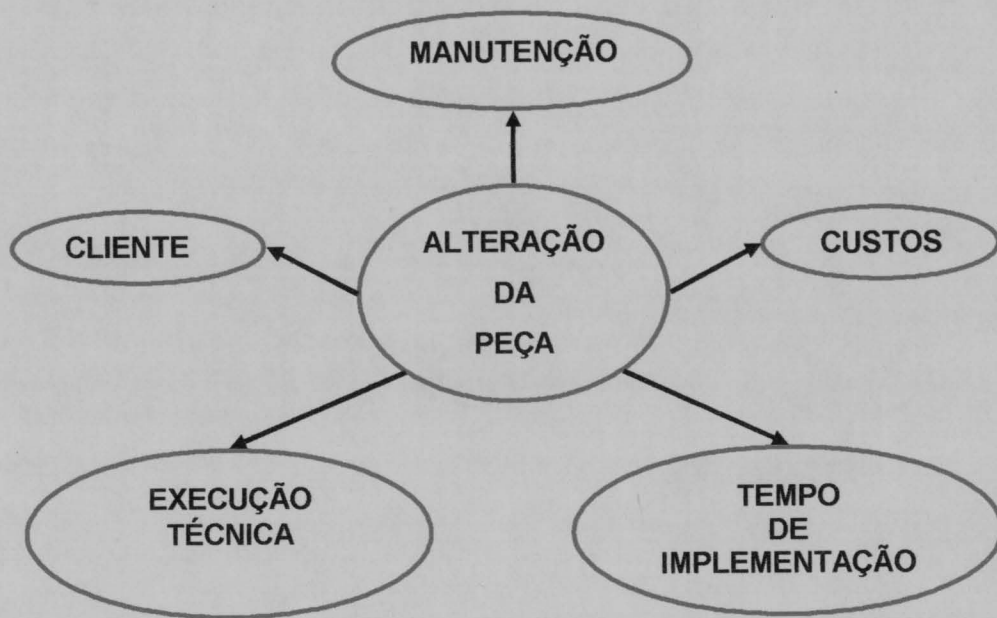 MANUTENÇÃO
CLIENTE
ALTERAÇÃO
DA
PEÇA
CUSTOS
EXECUÇÃO
TÉCNICA
TEMPO
DE
IMPLEMENTAÇÃO